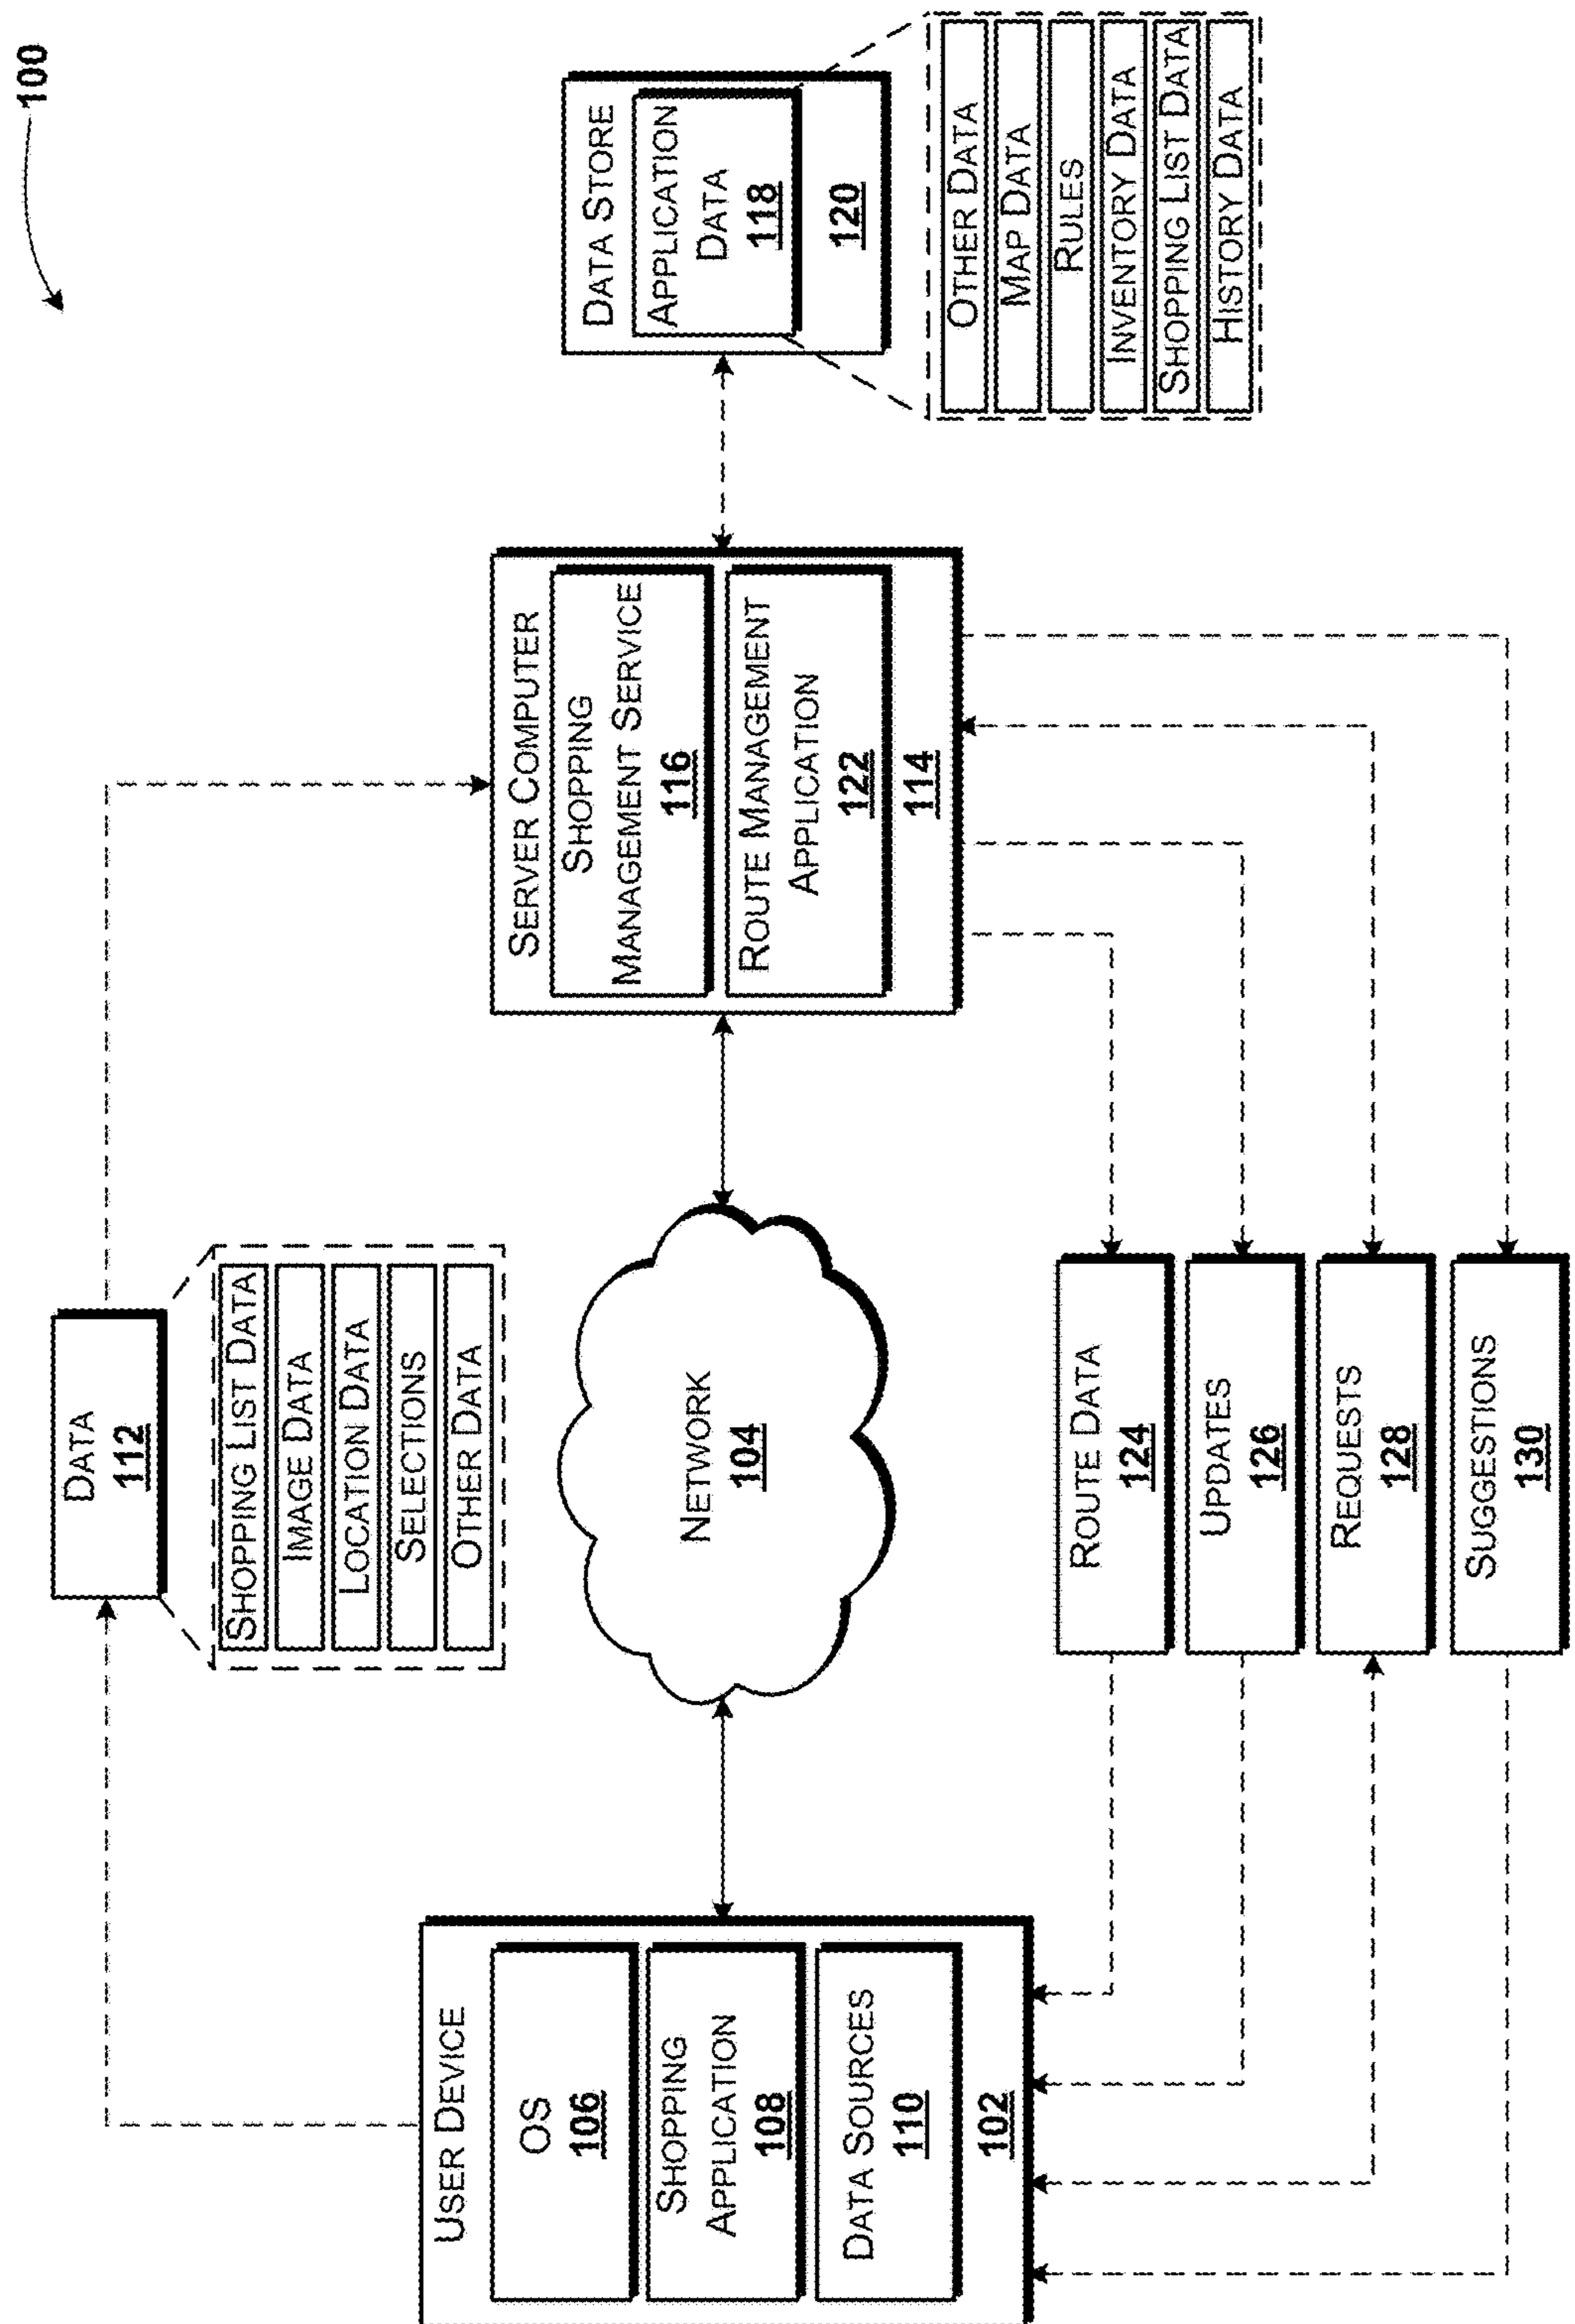 100
USER DEVICE
OS
106
SHOPPING
APPLICATION
108
DATA SOURCES
110
102
DATA
112
SHOPPING LIST DATA
IMAGE DATA
LOCATION DATA
SELECTIONS
OTHER DATA
NETWORK
104
SERVER COMPUTER
SHOPPING
MANAGEMENT SERVICE
116
ROUTE MANAGEMENT
APPLICATION
122
114
DATA STORE
APPLICATION
DATA
118
120
OTHER DATA
MAP DATA
RULES
INVENTORY DATA
SHOPPING LIST DATA
HISTORY DATA
ROUTE DATA
124
UPDATES
126
REQUESTS
128
SUGGESTIONS
130